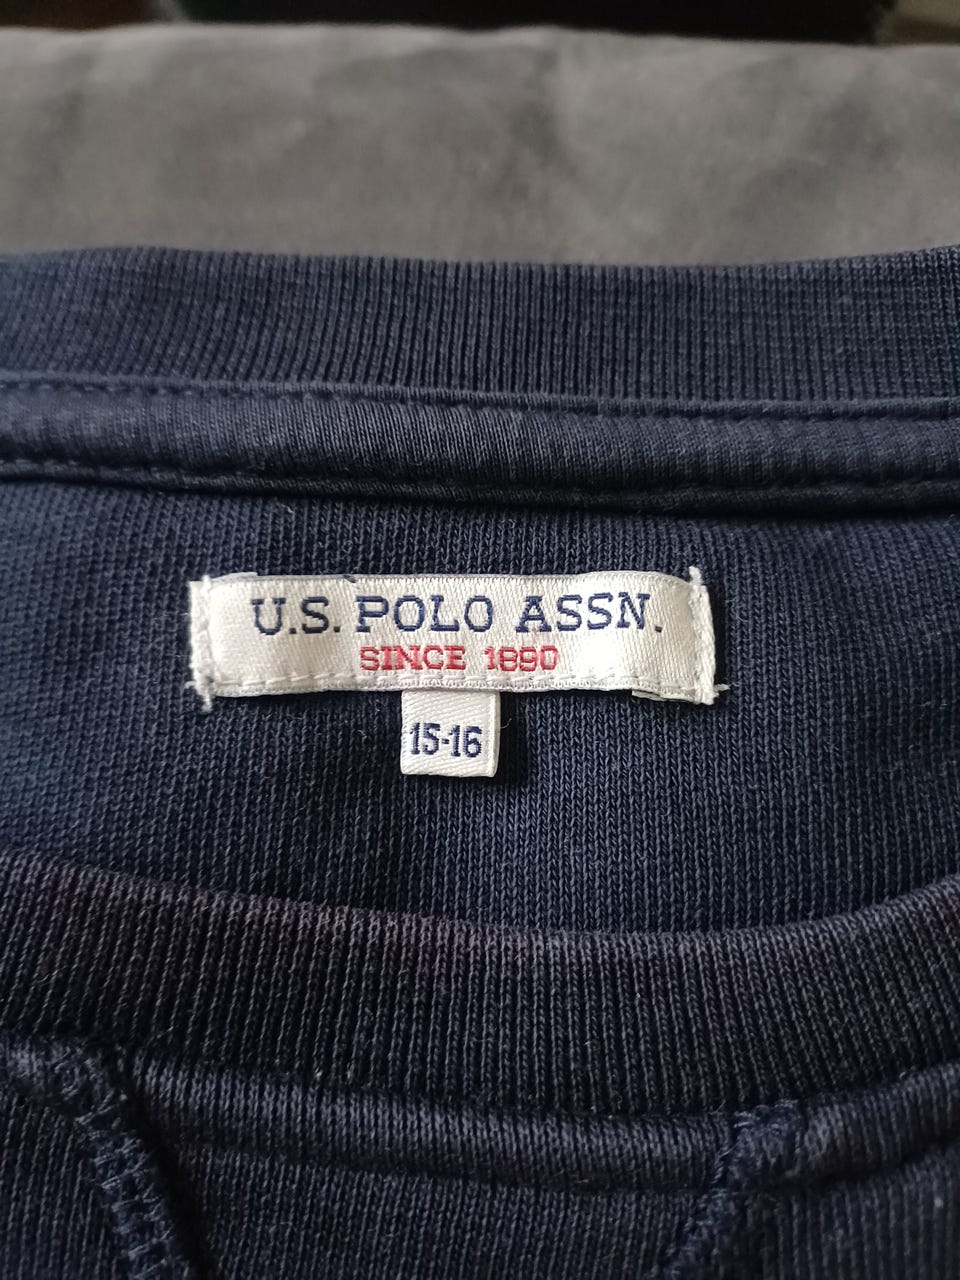 U.S. POLO ASSN.
SINCE 1890
15-16